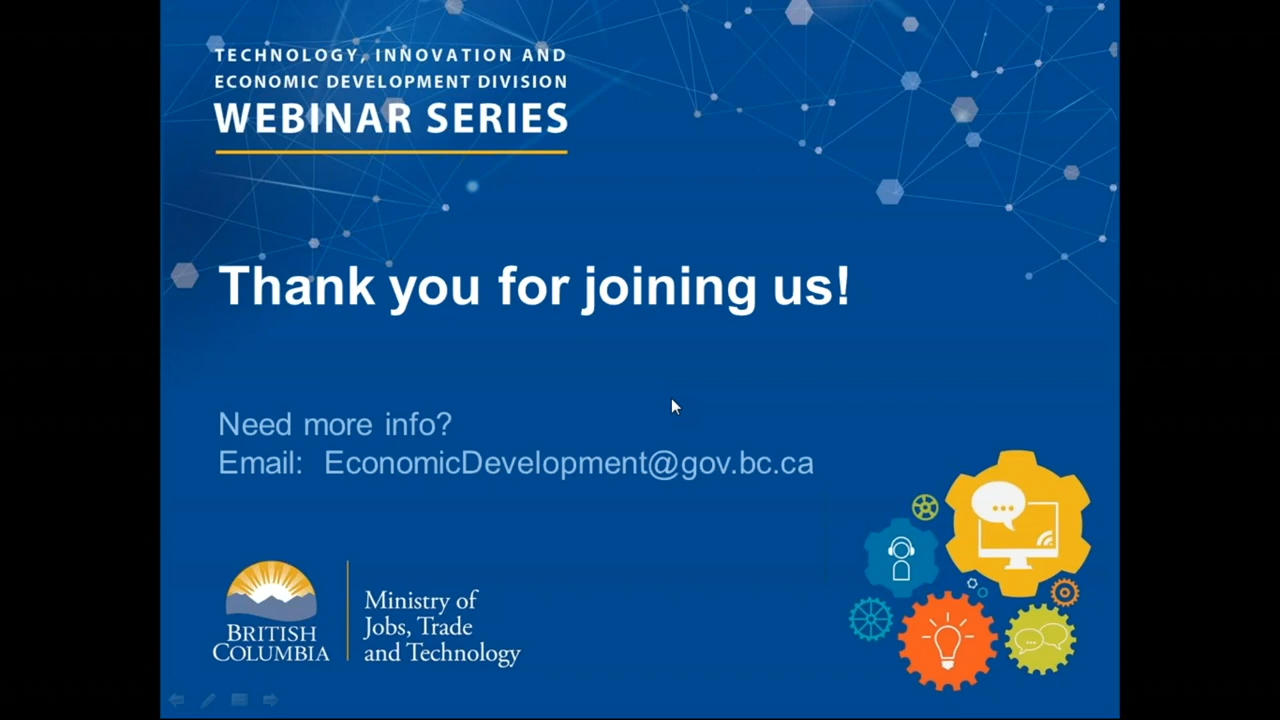 TECHNOLOGY, INNOVATION AND
ECONOMIC DEVELOPMENT DIVISION
WEBINAR SERIES
Thank you for joining us!
Need more info?
Email: EconomicDevelopment@gov.bc.ca
BRITISH
COLUMBIA
Ministry of
Jobs, Trade
and Technology